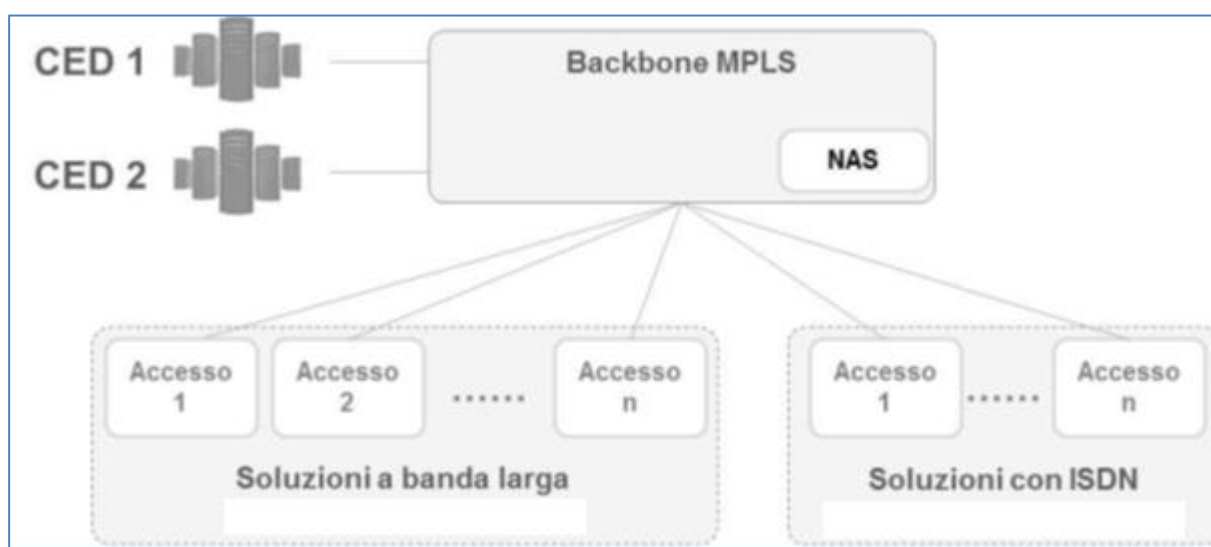 CED 1
Backbone MPLS
CED 2
NAS
Accesso
1
Accesso
2
......
Accesso
n
Accesso
1
......
Accesso
n
Soluzioni a banda larga
Soluzioni con ISDN